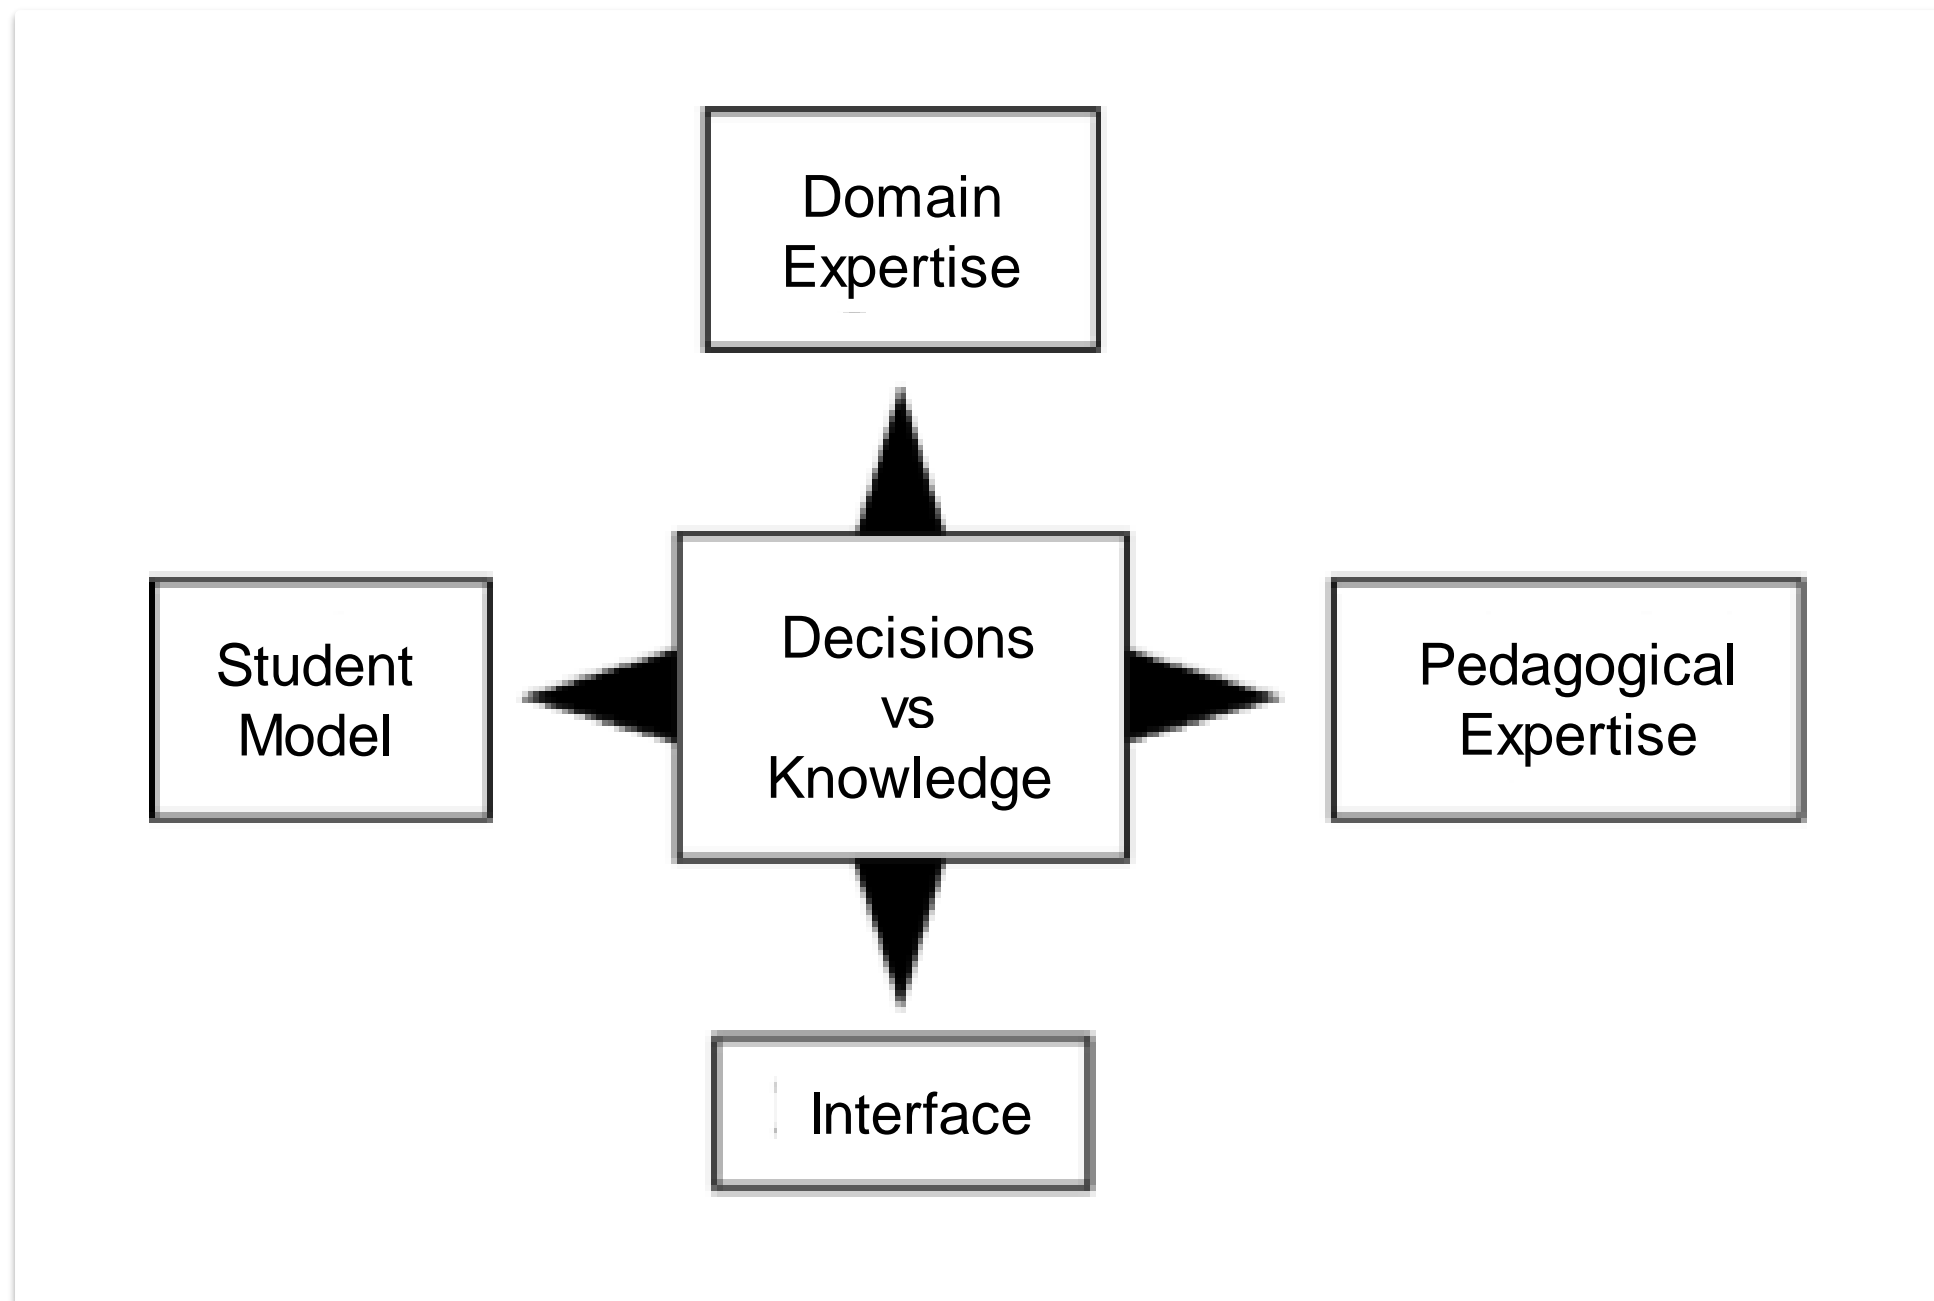 Domain
Expertise
Student
Model
Decisions
vs
Knowledge
Pedagogical
Expertise
Interface